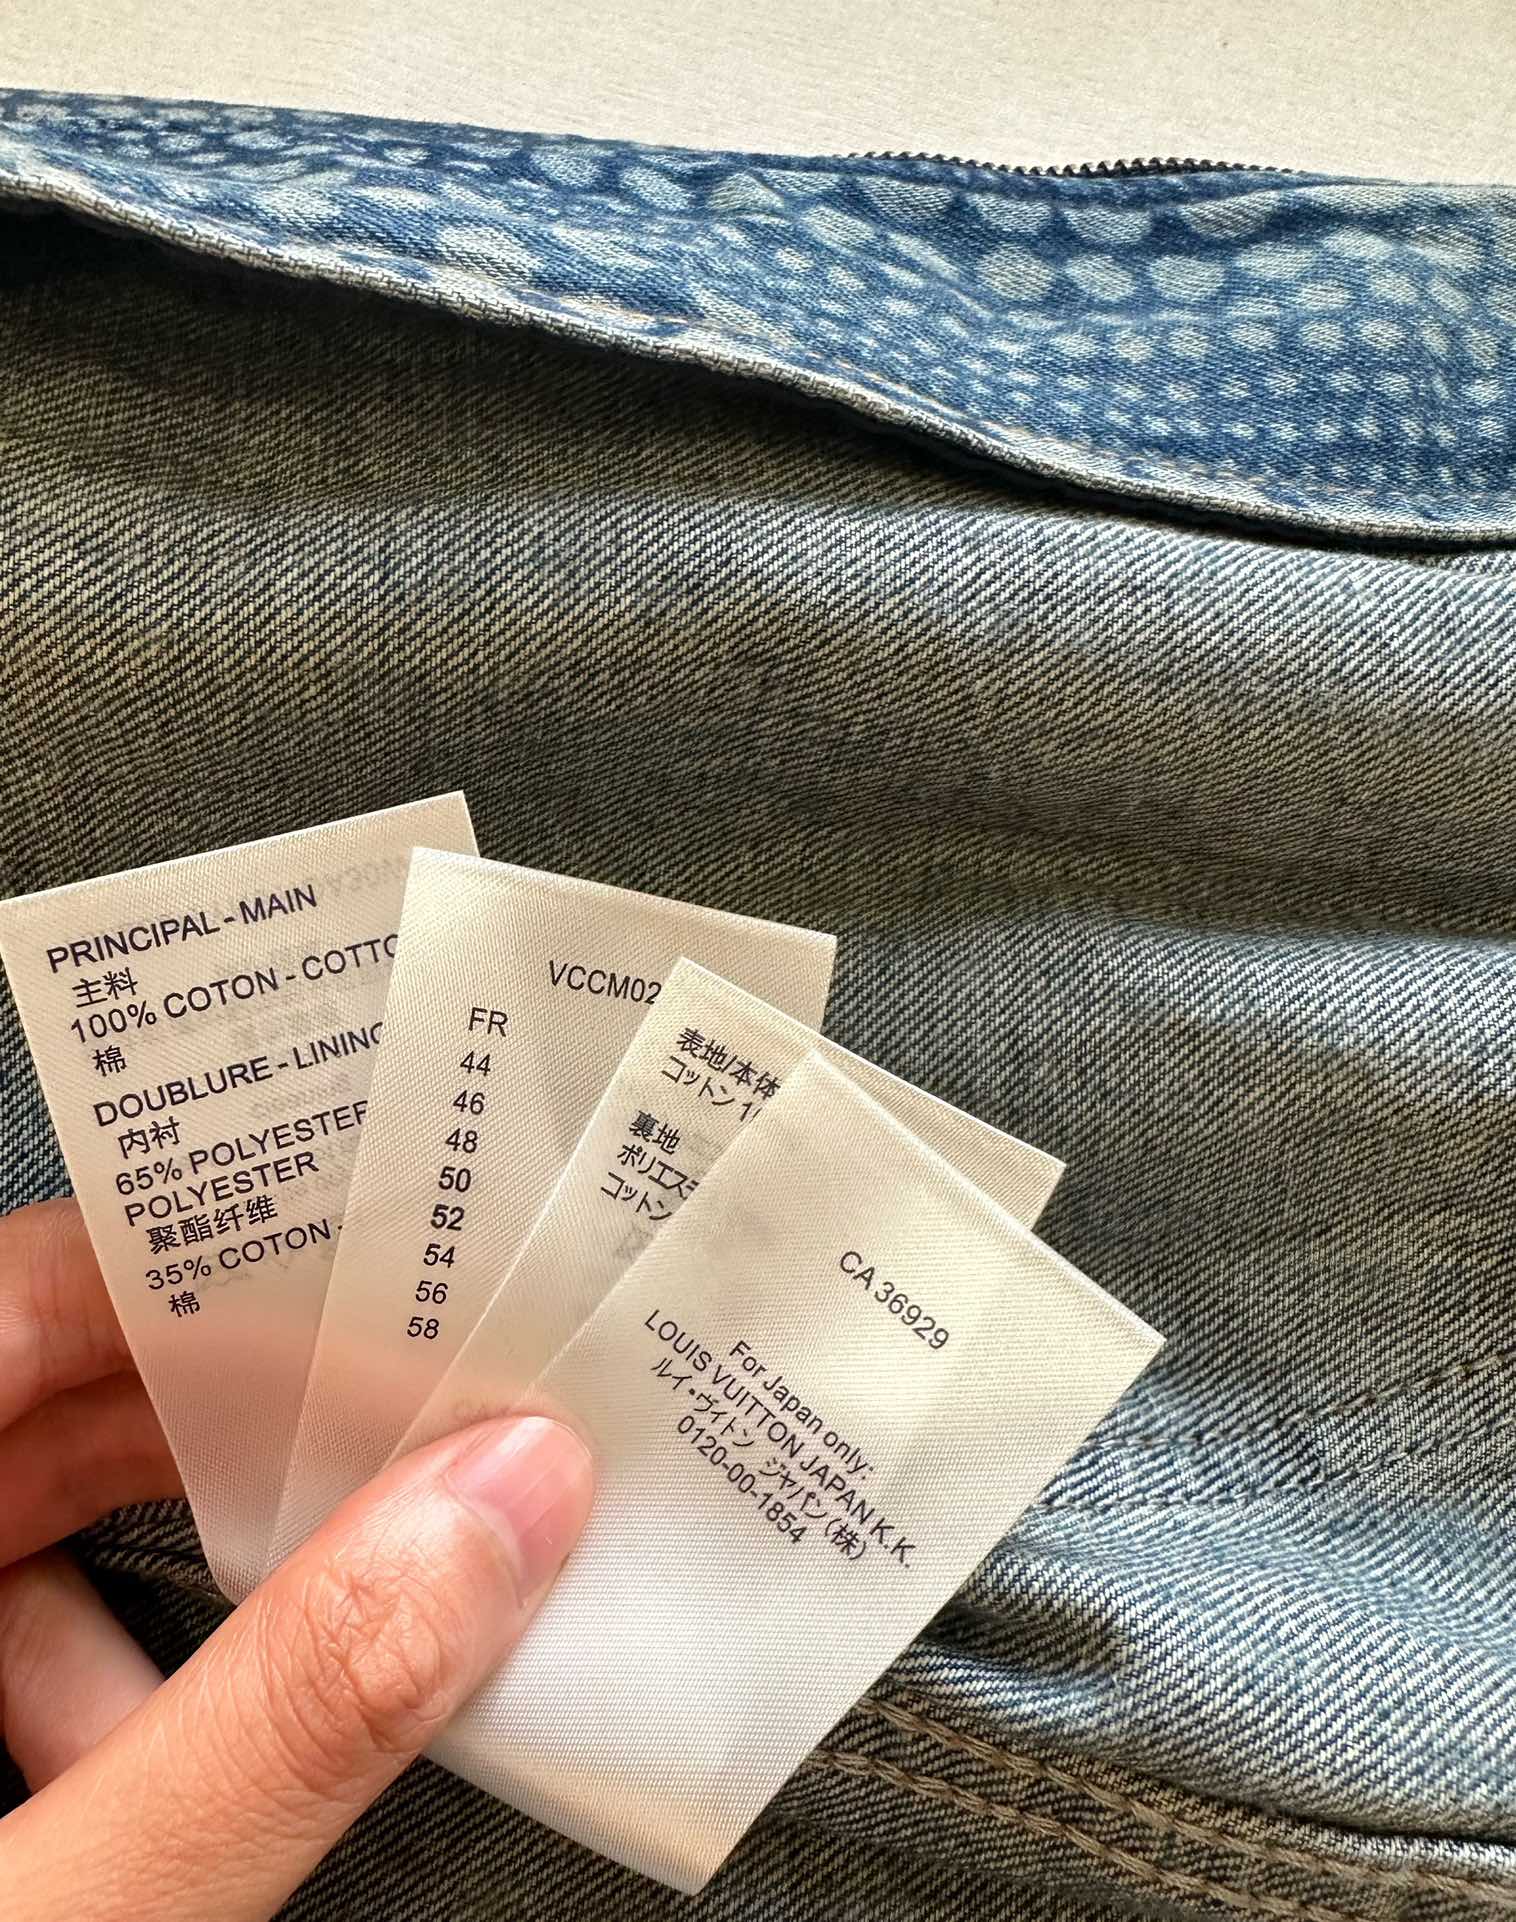 PRINCIPAL - MAIN
主料
100% COTON - COTTO
棉
DOUBLURE - LINING
内衬
65% POLYESTER
POLYESTER
聚酯纤维
35% COTON -
棉
VCCM02
FR
44
46
48
50
52
54
56
58
表地/本体
コットン 1
裏地
ポリエス
コットン
CA 36929
For Japan only:
LOUIS VUITTON JAPAN K.K.
ルイ・ヴィトン ジャパン(株)
0120-00-1854